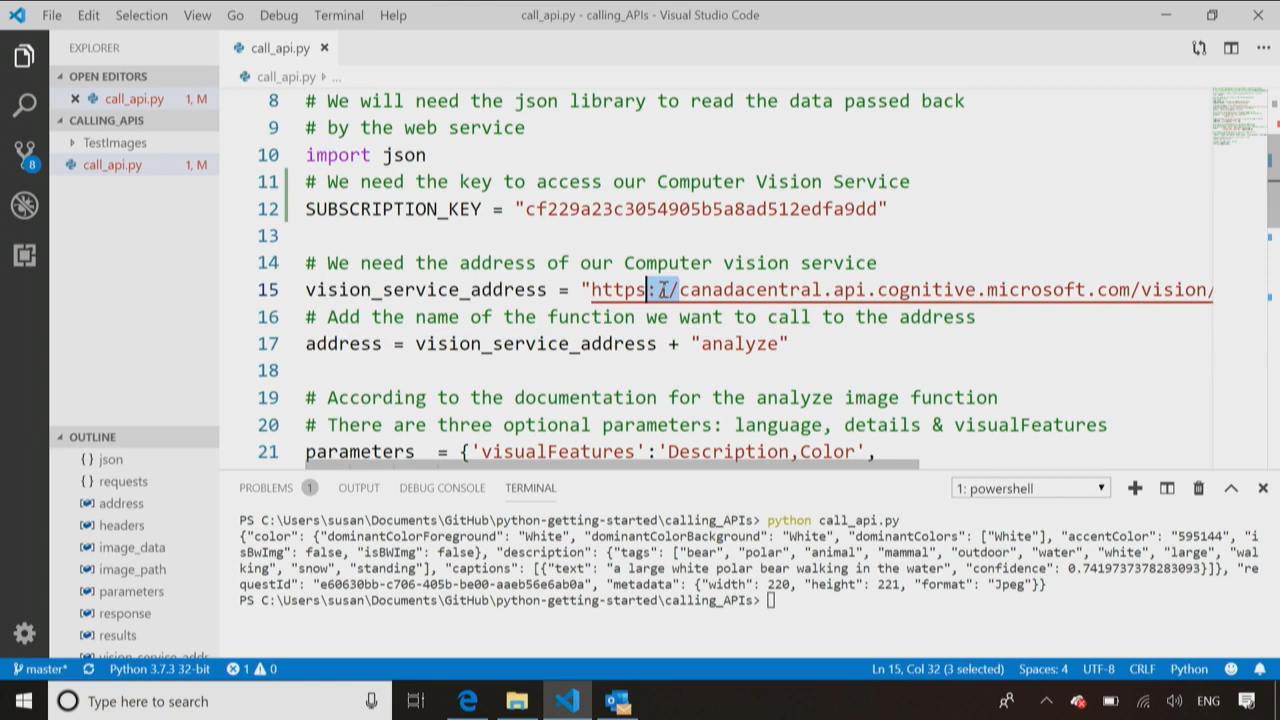 File Edit Selection View Go Debug Terminal Help
call_api.py - calling_APIs - Visual Studio Code
EXPLORER
OPEN EDITORS
call_api.py 1, M
CALLING_APIS
TestImages
call_api.py 1, M
8
OUTLINE
{} json
{} requests
address
headers
image_data
image_path
parameters
response
results
call_api.py
call_api.py ...
8 # We will need the json library to read the data passed back
9 # by the web service
10 import json
11 # We need the key to access our Computer Vision Service
12 SUBSCRIPTION_KEY = "cf229a23c3054905b5a8ad512edfa9dd"
13
14 # We need the address of our Computer vision service
15 vision_service_address = "https://canadacentral.api.cognitive.microsoft.com/vision/
16 # Add the name of the function we want to call to the address
17 address = vision_service_address + "analyze"
18
19 # According to the documentation for the analyze image function
20 # There are three optional parameters: language, details & visualFeatures
21 parameters  = {'visualFeatures':'Description,Color',
PROBLEMS 1 OUTPUT DEBUG CONSOLE TERMINAL
1: powershell
PS C:\Users\susan\Documents\GitHub\python-getting-started\calling_APIs> python call_api.py
{"color": {"dominantColorForeground": "White", "dominantColorBackground": "White", "dominantColors": ["White"], "accentColor": "595144", "i
sBwImg": false, "isBWImg": false}, "description": {"tags": ["bear", "polar", "animal", "mammal", "outdoor", "water", "white", "large", "wal
king", "snow", "standing"], "captions": [{"text": "a large white polar bear walking in the water", "confidence": 0.7419737378283093}]}, "re
questId": "e60630bb-c706-405b-be00-aaeb56e6ab0a", "metadata": {"width": 220, "height": 221, "format": "Jpeg"}}
PS C:\Users\susan\Documents\GitHub\python-getting-started\calling_APIs>
master* Python 3.7.3 32-bit 1 0
Ln 15, Col 32 (3 selected) Spaces: 4 UTF-8 CRLF Python
Type here to search
ENG